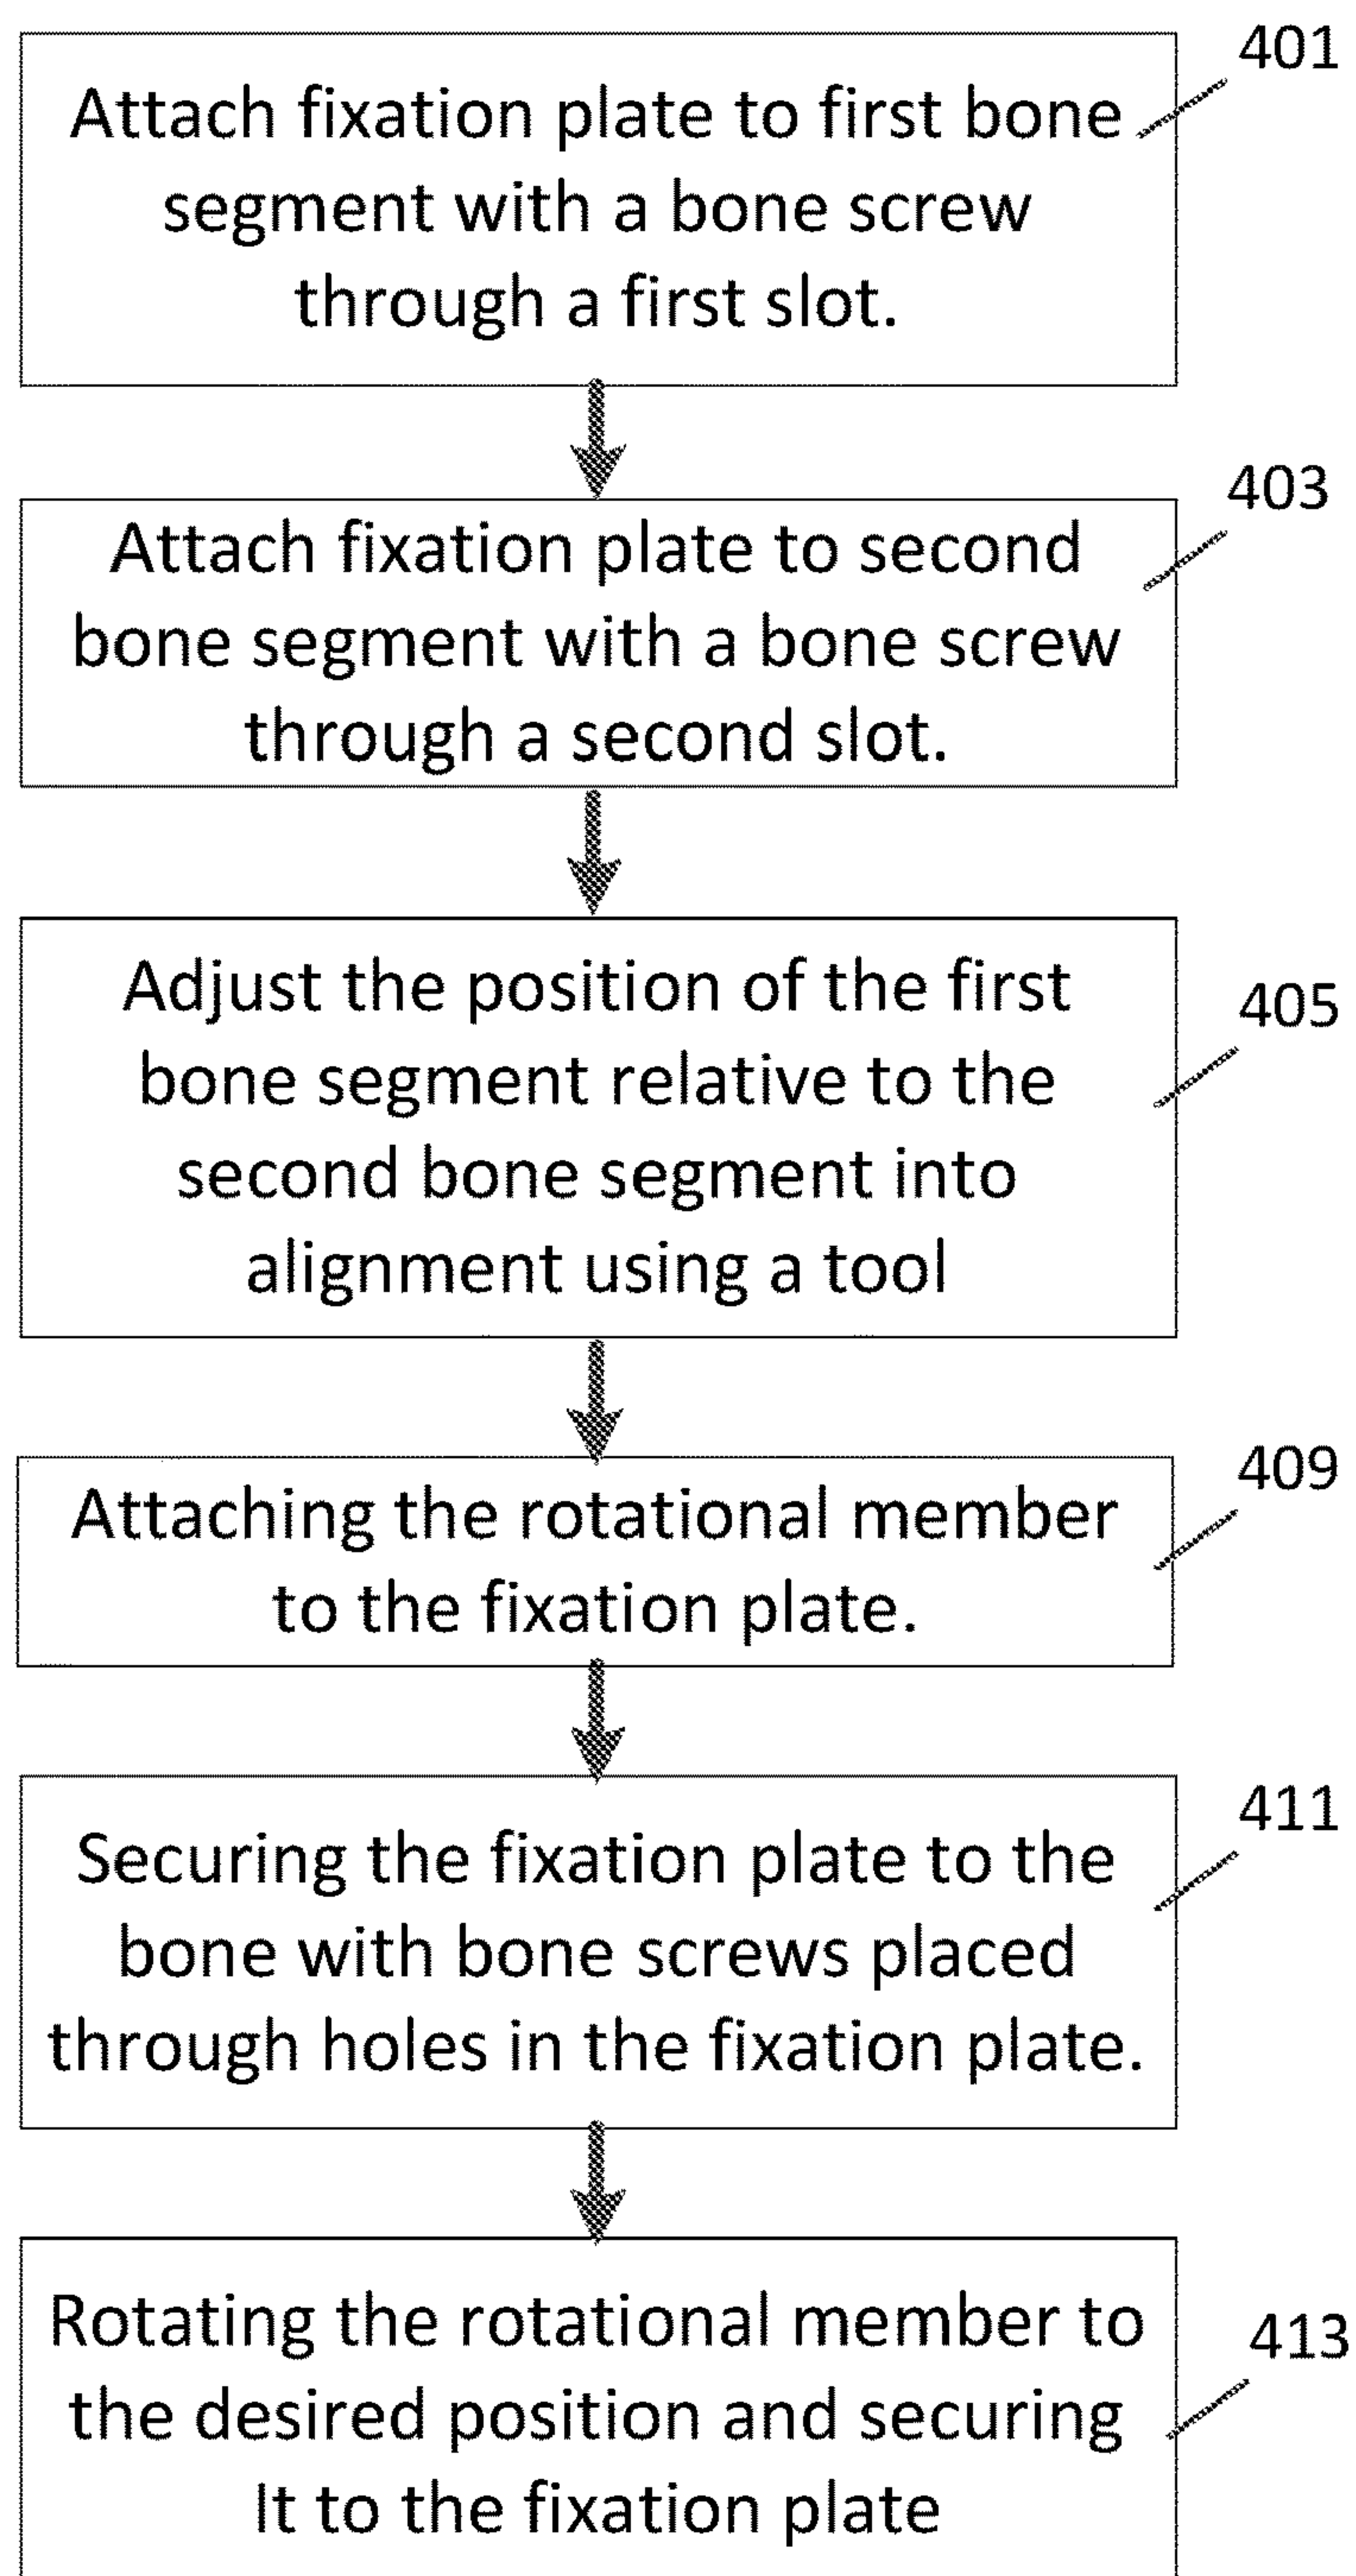 401
Attach fixation plate to first bone
segment with a bone screw
through a first slot.
403
Attach fixation plate to second
bone segment with a bone screw
through a second slot.
405
Adjust the position of the first
bone segment relative to the
second bone segment into
alignment using a tool
409
Attaching the rotational member
to the fixation plate.
411
Securing the fixation plate to the
bone with bone screws placed
through holes in the fixation plate.
413
Rotating the rotational member to
the desired position and securing
It to the fixation plate